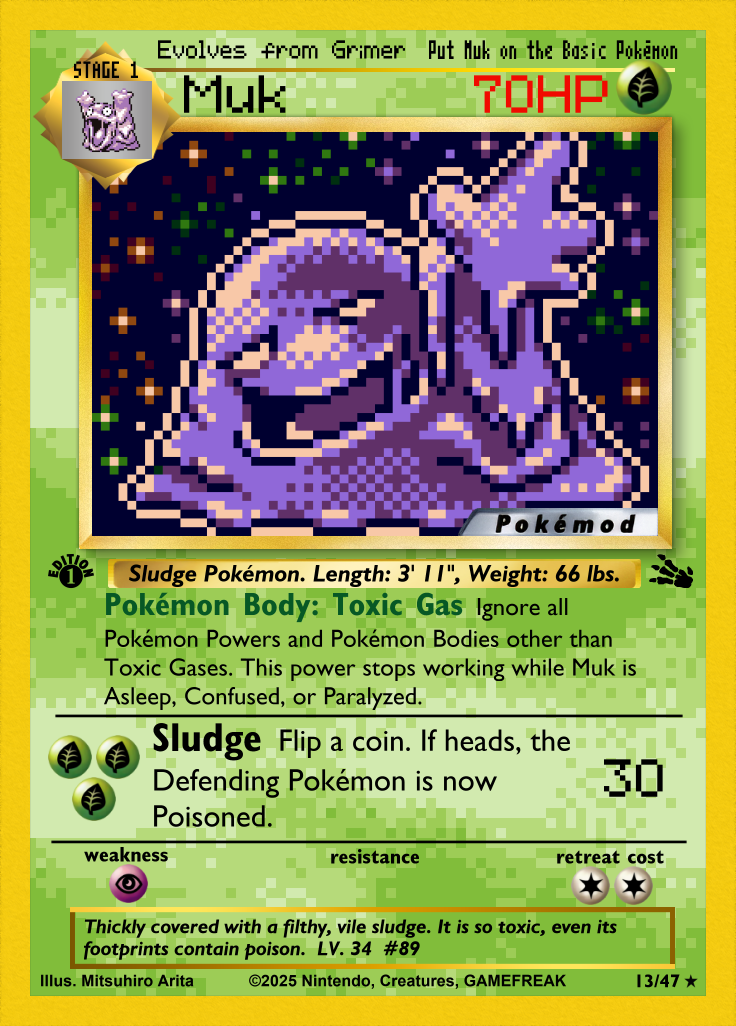 Evolves from Grimer Put Muk on the Basic Pokémon
STAGE 1
Muk 70HP
Pokémod
EDITION 1
Sludge Pokémon. Length: 3' 11", Weight: 66 lbs.
Pokémon Body: Toxic Gas Ignore all
Pokémon Powers and Pokémon Bodies other than
Toxic Gases. This power stops working while Muk is
Asleep, Confused, or Paralyzed.
Sludge Flip a coin. If heads, the
Defending Pokémon is now
Poisoned.
30
weakness resistance retreat cost
Thickly covered with a filthy, vile sludge. It is so toxic, even its
footprints contain poison. LV. 34 #89
Illus. Mitsuhiro Arita ©2025 Nintendo, Creatures, GAMEFREAK 13/47 ★